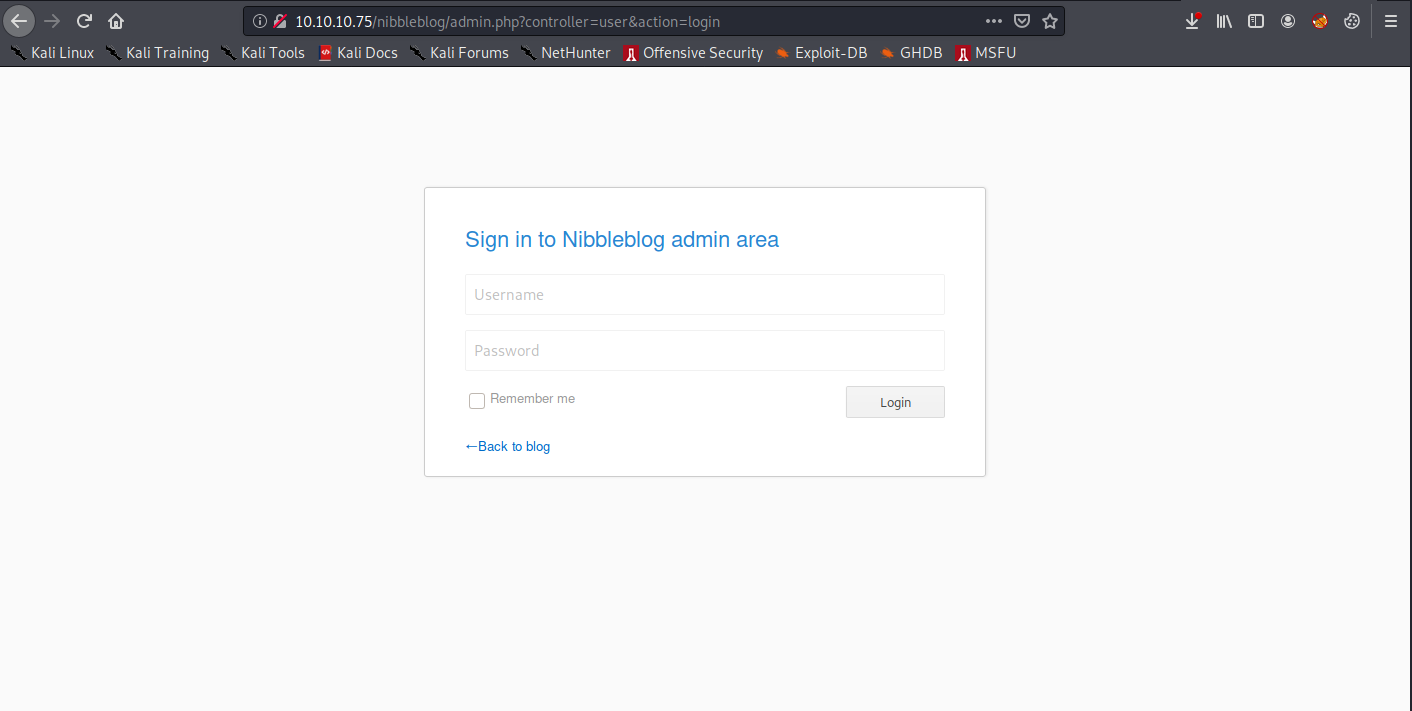 10.10.10.75/nibbleblog/admin.php?controller=user&action=login
Kali Linux Kali Training Kali Tools Kali Docs Kali Forums NetHunter Offensive Security Exploit-DB GHDB MSFU
Sign in to Nibbleblog admin area
Username
Password
Remember me Login
←Back to blog